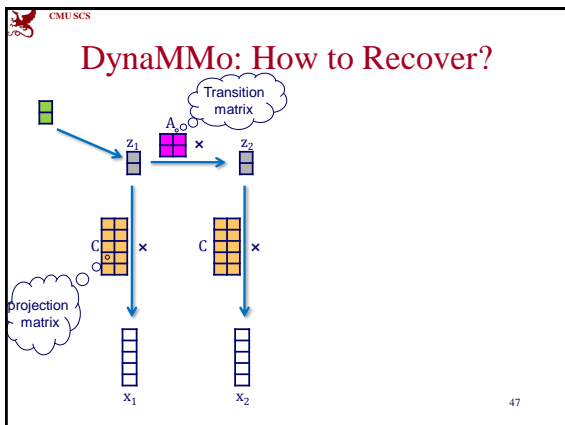 CMU SCS
DynaMMo: How to Recover?
Transition
matrix
A
×
z₁
z₂
C
×
C
×
projection
matrix
x₁
x₂
47